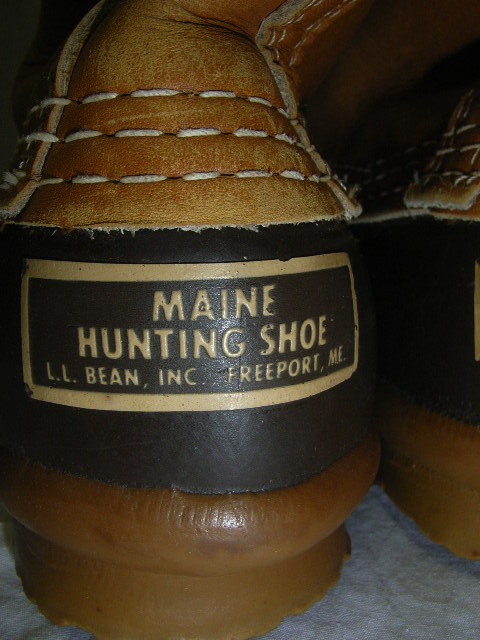 MAINE
HUNTING SHOE
L.L. BEAN, INC. FREEPORT, ME.